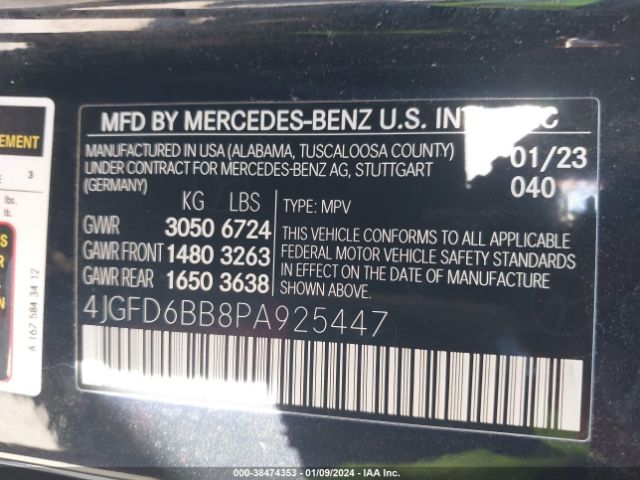 EMENT
E 3
lbs.
lb.
S
R
A 167 584 34 12
MFD BY MERCEDES-BENZ U.S. IN C
MANUFACTURED IN USA (ALABAMA, TUSCALOOSA COUNTY)
UNDER CONTRACT FOR MERCEDES-BENZ AG, STUTTGART
(GERMANY)
01/23
040
KG LBS
GVWR 3050 6724
GAWR FRONT 1480 3263
GAWR REAR 1650 3638
TYPE: MPV
THIS VEHICLE CONFORMS TO ALL APPLICABLE
FEDERAL MOTOR VEHICLE SAFETY STANDARDS
IN EFFECT ON THE DATE OF MANUFACTURE
SHOWN ABOVE.
4JGFD6BB8PA925447
000-38474353 - 01/09/2024 - IAA Inc.